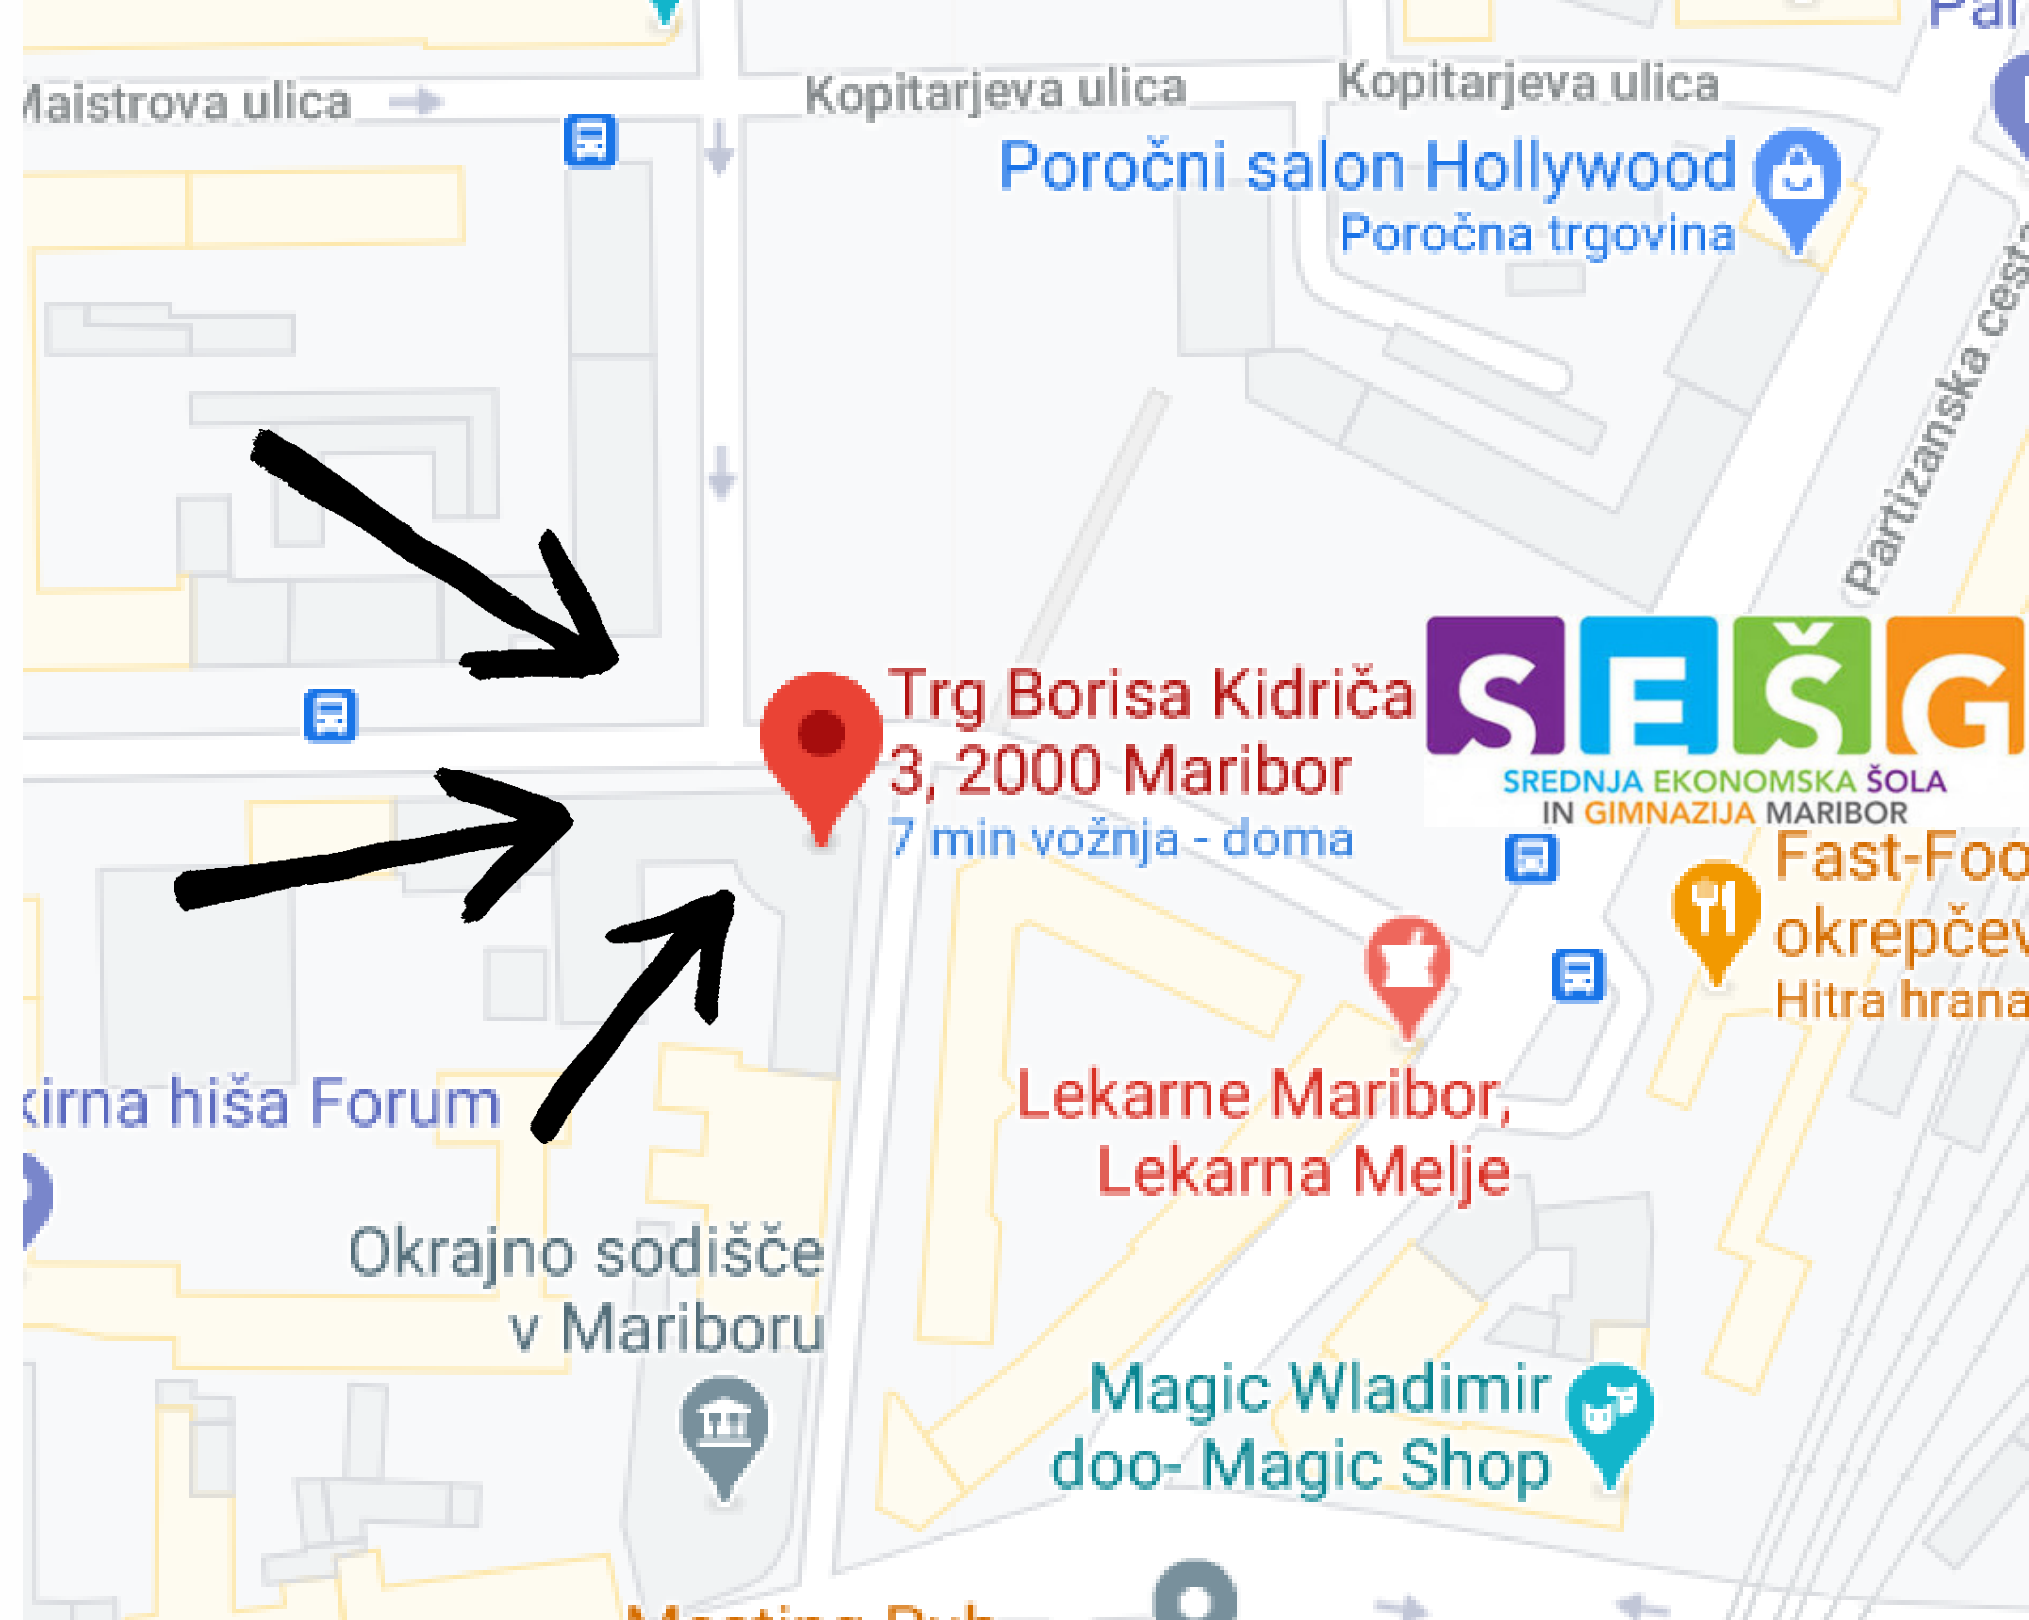 Maistrova ulica
Kopitarjeva ulica
Kopitarjeva ulica
Poročni salon Hollywood
Poročna trgovina
Partizanska cesta
Trg Borisa Kidriča
3, 2000 Maribor
7 min vožnja - doma
SEŠG
SREDNJA EKONOMSKA ŠOLA
IN GIMNAZIJA MARIBOR
Fast-Foo
okrepčev
Hitra hrana
Lekarne Maribor,
Lekarna Melje
kirna hiša Forum
Okrajno sodišče
v Mariboru
Magic Wladimir
doo- Magic Shop